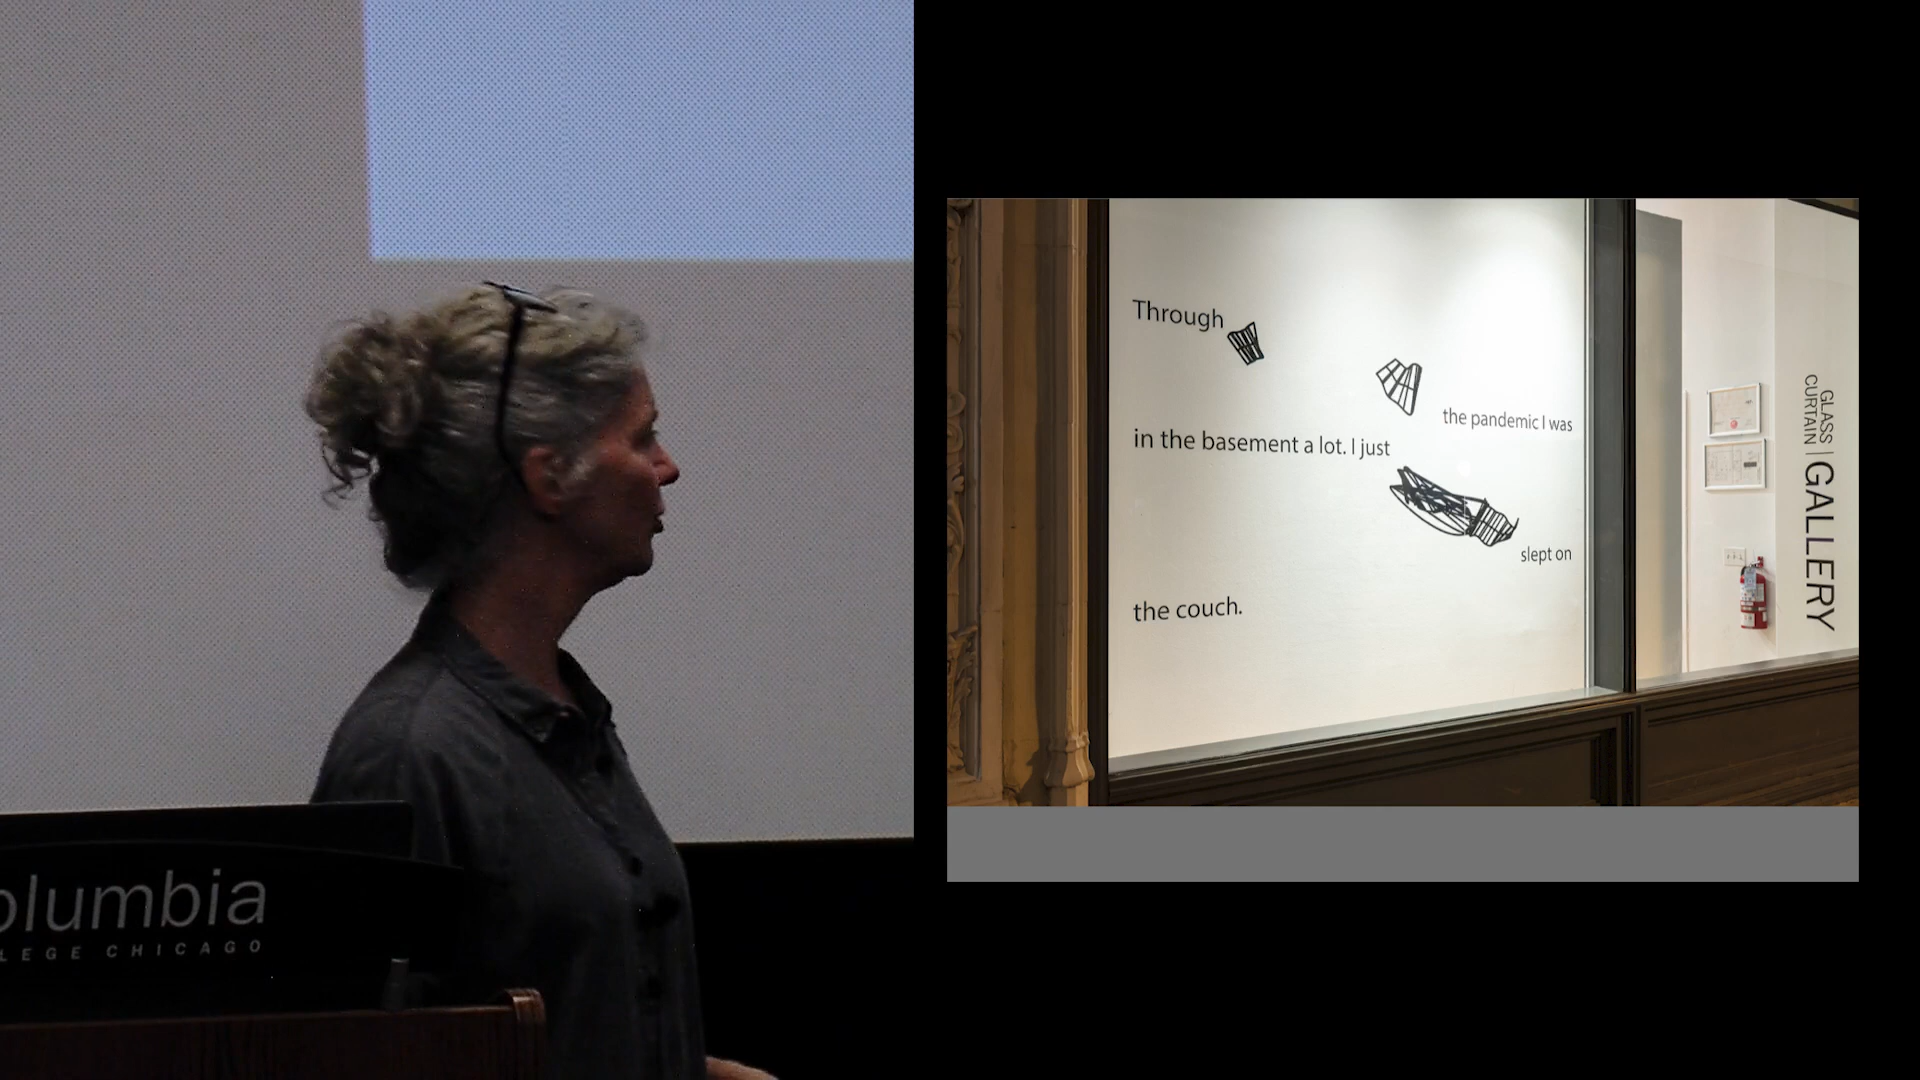 olumbia
LEGE CHICAGO
Through
the pandemic I was
in the basement a lot. I just
slept on
the couch.
GLASS
CURTAIN
GALLERY